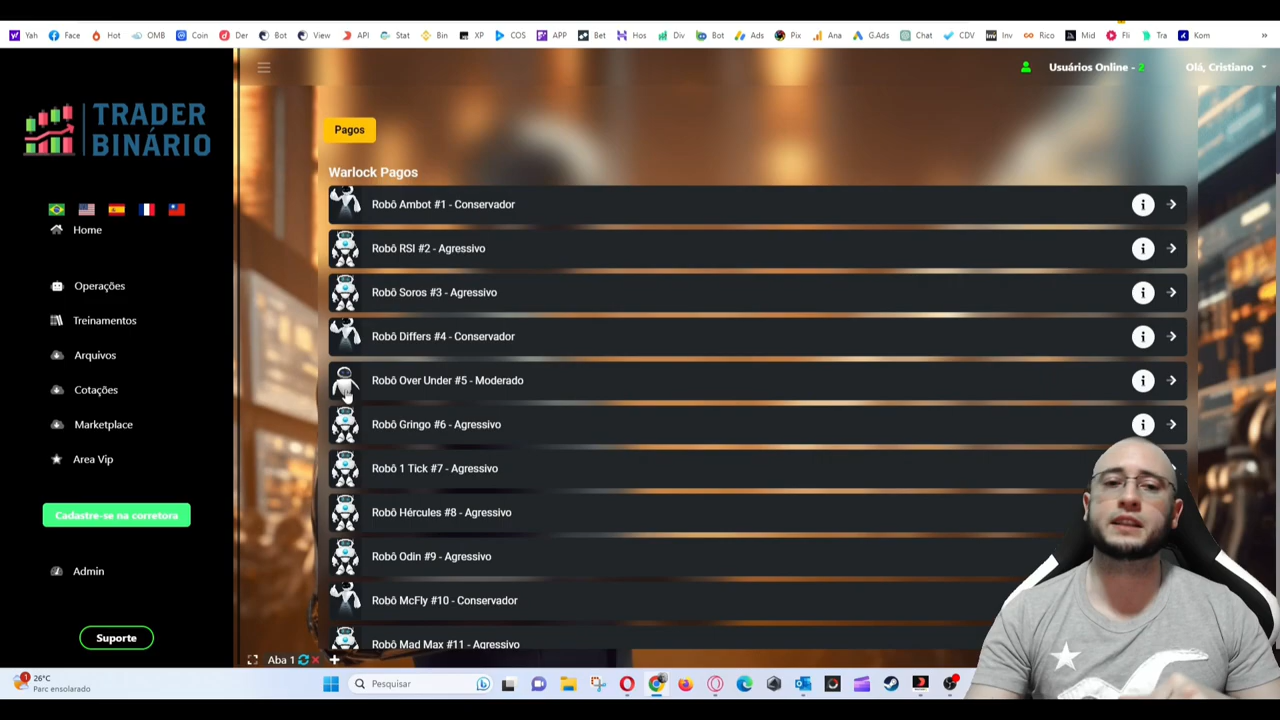 Yah Face Hot OMB Coin Der Bot View API Stat Bin XP COS APP Bet Hos Div Bot Ads Pix Ana G.Ads Chat CDV Inv Rico Mid Fli Tra Kom »
TRADER
BINÁRIO
Usuários Online - 2
Olá, Cristiano
Home
Operações
Treinamentos
Arquivos
Cotações
Marketplace
Area Vip
Cadastre-se na corretora
Admin
Suporte
Pagos
Warlock Pagos
Robô Ambot #1 - Conservador
Robô RSI #2 - Agressivo
Robô Soros #3 - Agressivo
Robô Differs #4 - Conservador
Robô Over Under #5 - Moderado
Robô Gringo #6 - Agressivo
Robô 1 Tick #7 - Agressivo
Robô Hércules #8 - Agressivo
Robô Odin #9 - Agressivo
Robô McFly #10 - Conservador
Robô Mad Max #11 - Agressivo
Aba 1
26°C
Parc ensolarado
Pesquisar